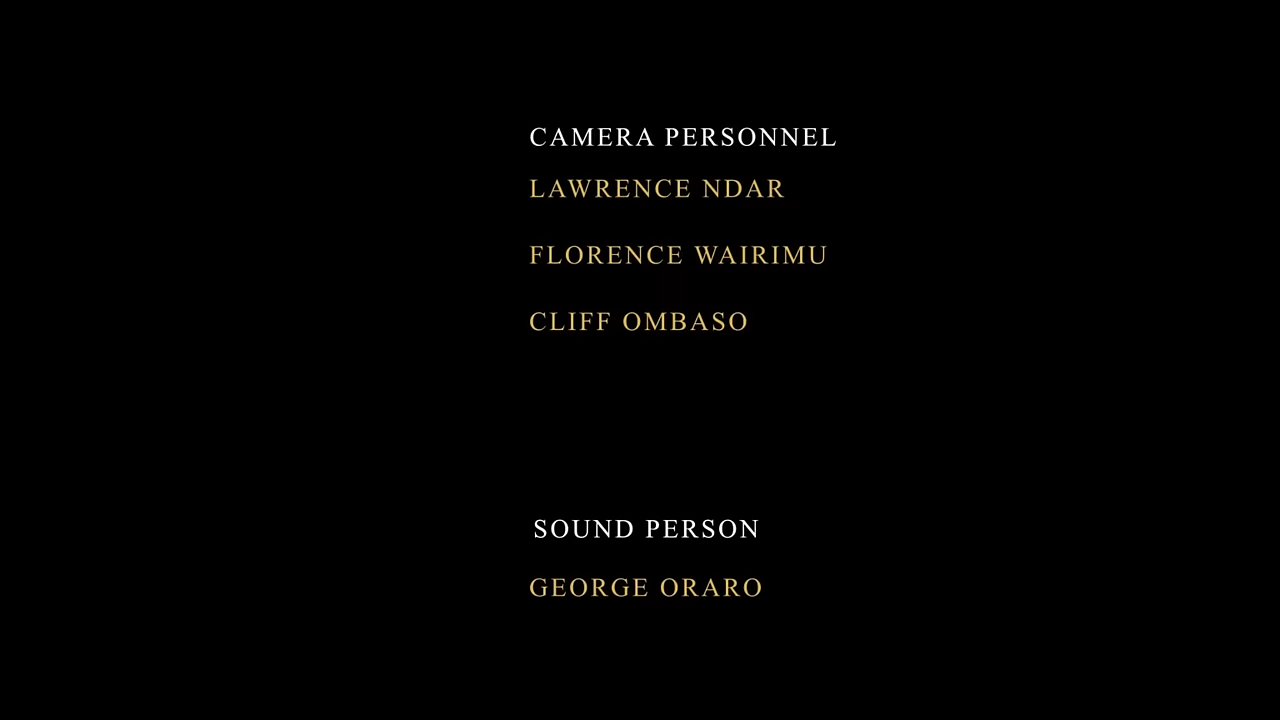 CAMERA PERSONNEL
LAWRENCE NDAR
FLORENCE WAIRIMU
CLIFF OMBASO
SOUND PERSON
GEORGE ORARO